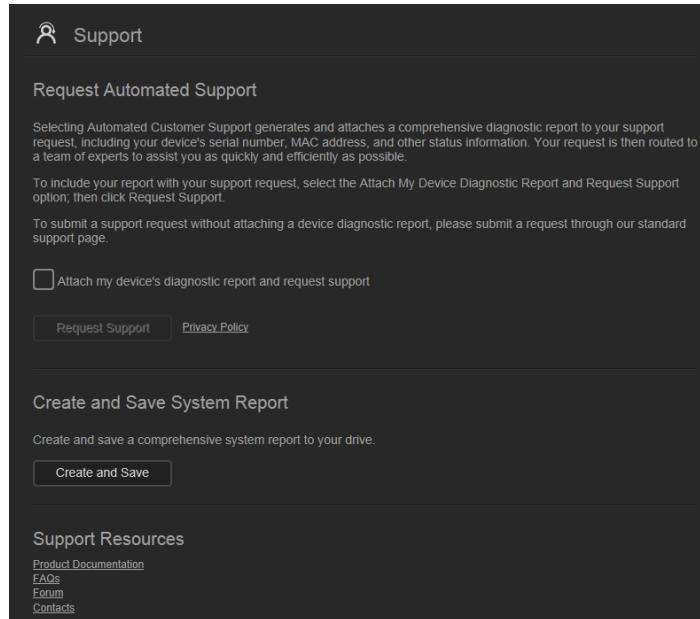 Support
Request Automated Support
Selecting Automated Customer Support generates and attaches a comprehensive diagnostic report to your support
request, including your device's serial number, MAC address, and other status information. Your request is then routed to
a team of experts to assist you as quickly and efficiently as possible.
To include your report with your support request, select the Attach My Device Diagnostic Report and Request Support
option; then click Request Support.
To submit a support request without attaching a device diagnostic report, please submit a request through our standard
support page.
Attach my device's diagnostic report and request support
Request Support Privacy Policy
Create and Save System Report
Create and save a comprehensive system report to your drive.
Create and Save
Support Resources
Product Documentation
FAQs
Forum
Contacts